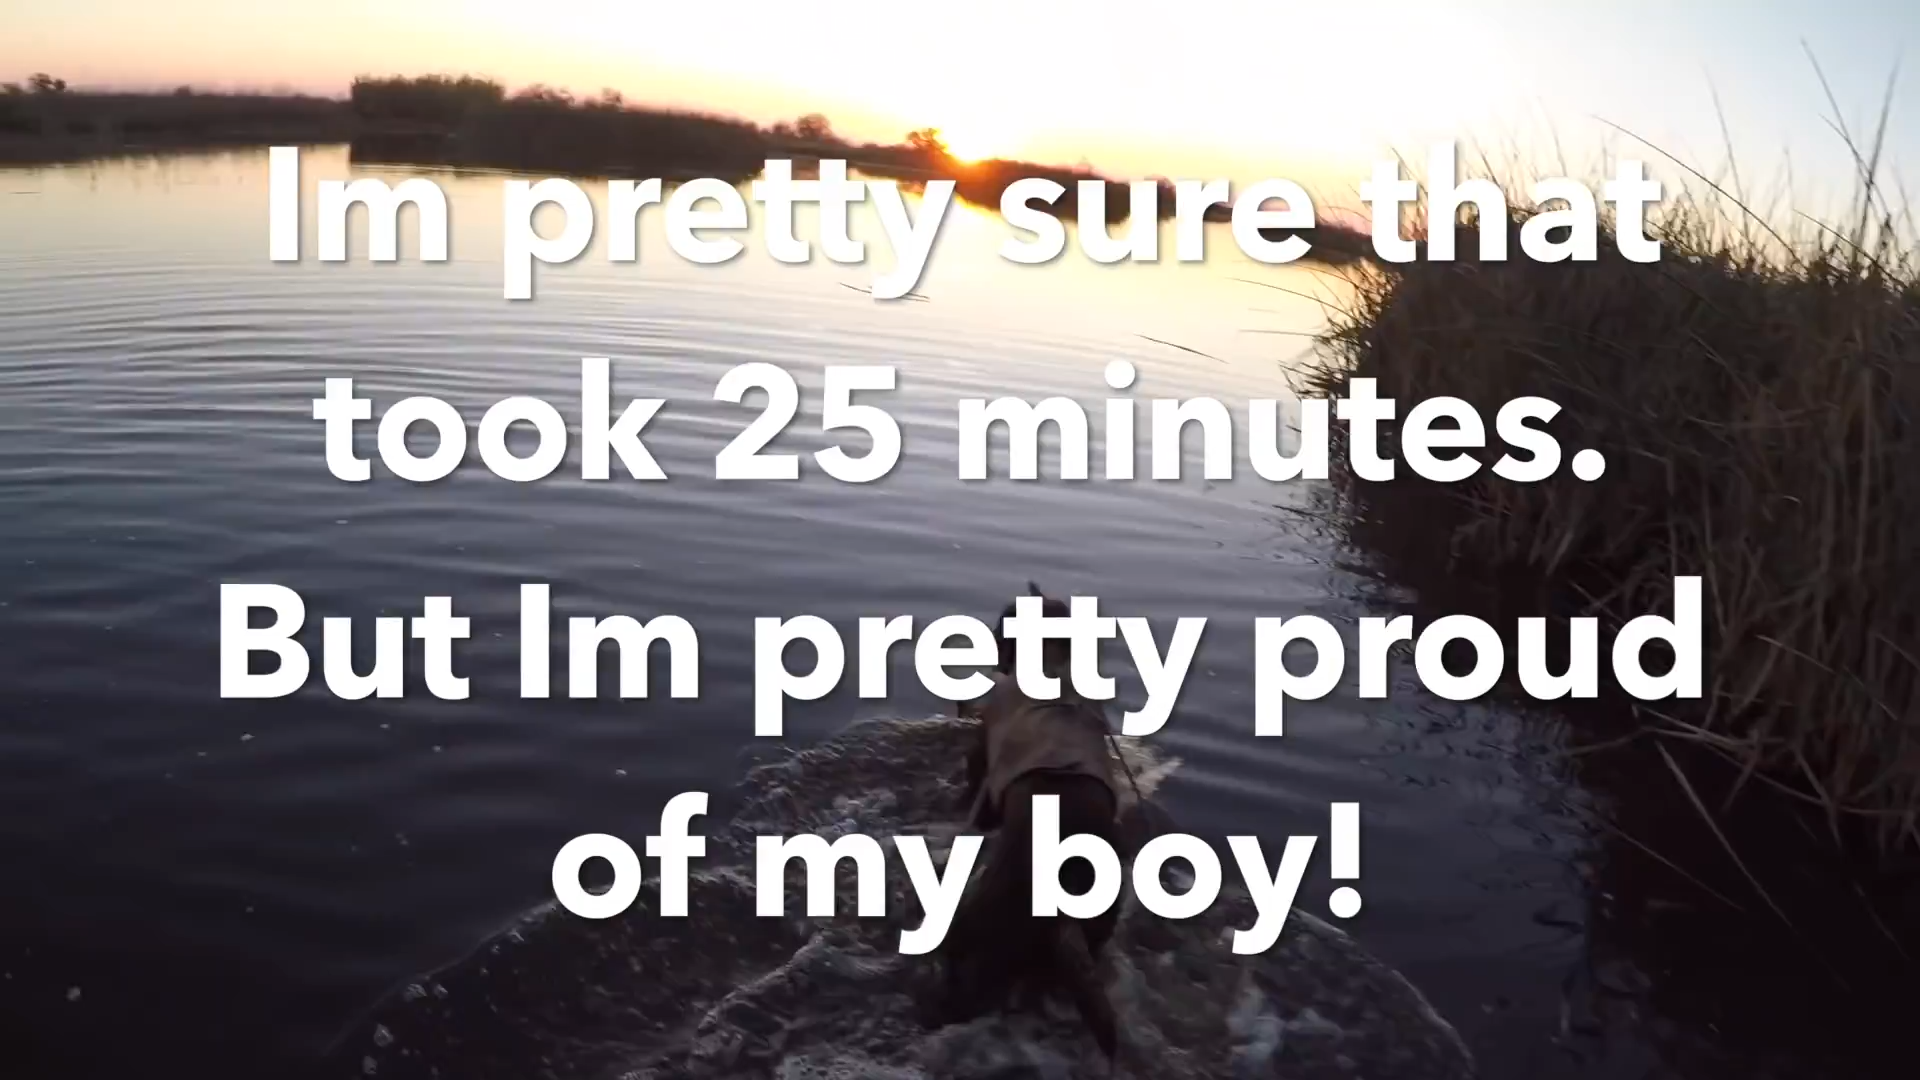 Im pretty sure that
took 25 minutes.
But Im pretty proud
of my boy!